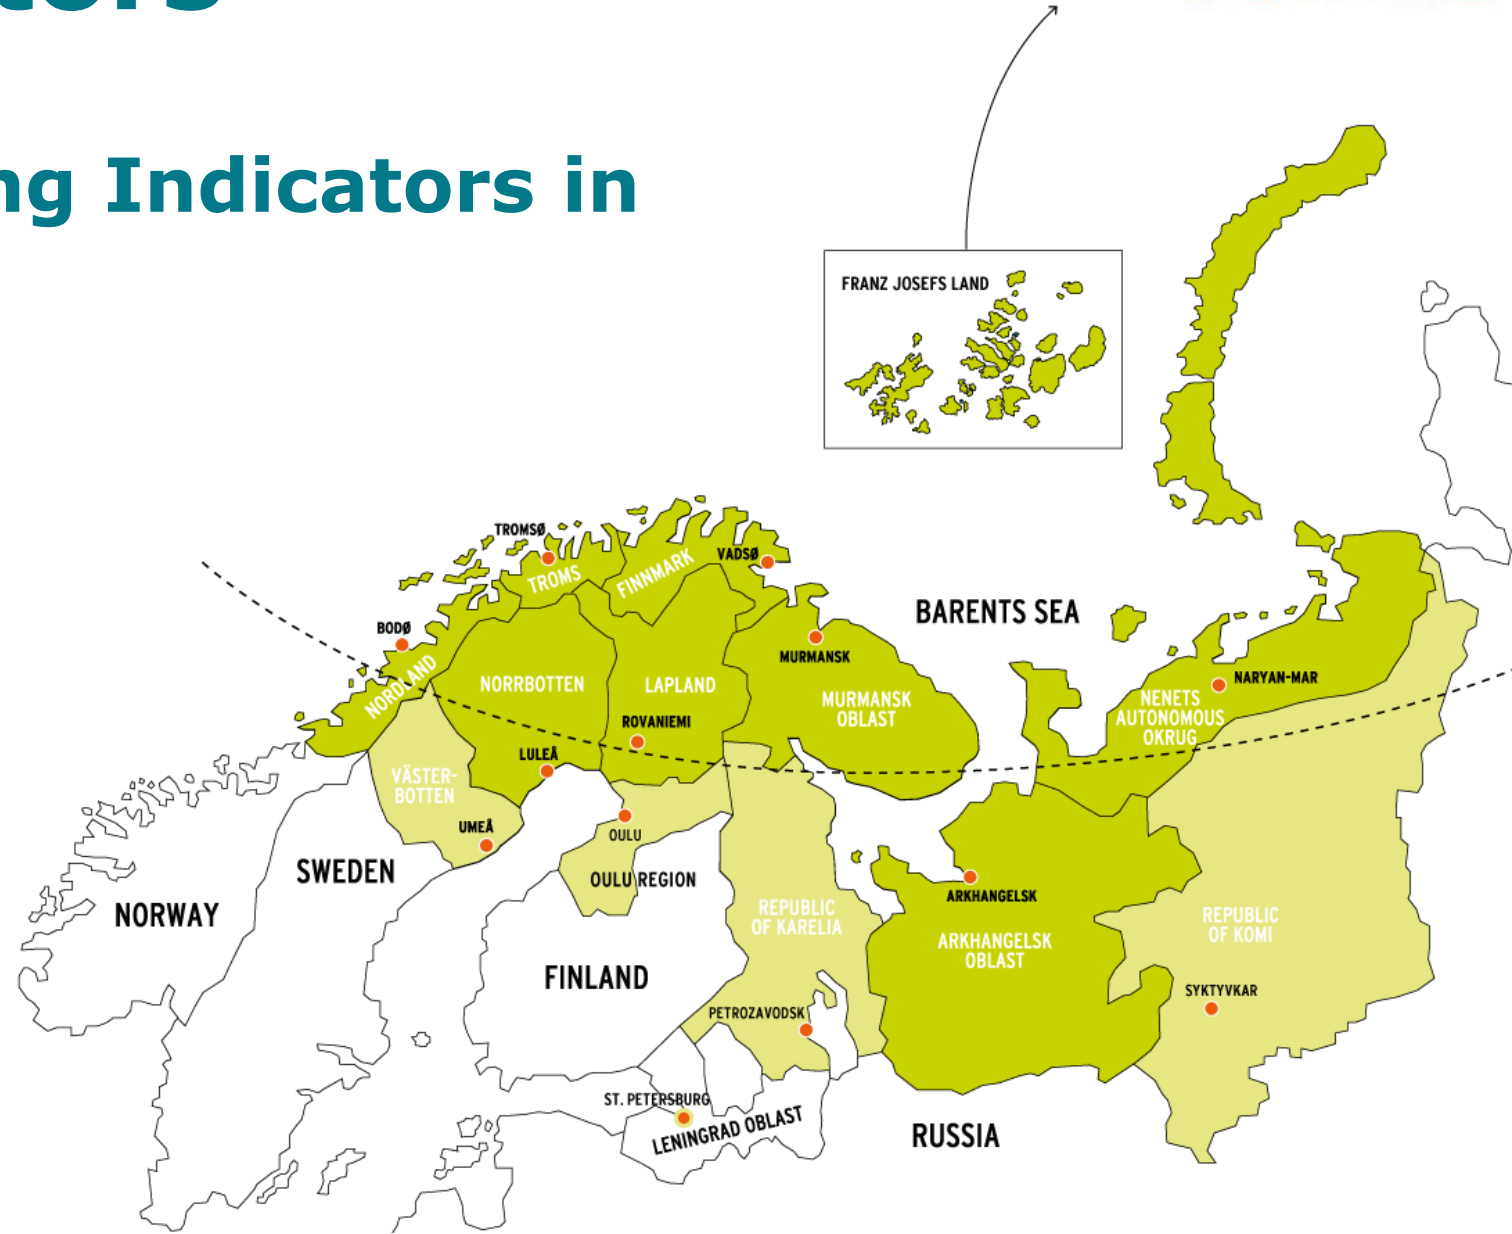 ng Indicators in
FRANZ JOSEFS LAND
TROMSØ
TROMS
FINNMARK
VADSØ
BARENTS SEA
BODØ
MURMANSK
NORDLAND
NORRBOTTEN
LAPLAND
MURMANSK
OBLAST
NARYAN-MAR
NENETS
AUTONOMOUS
OKRUG
ROVANIEMI
LULEÅ
VÄSTER-
BOTTEN
UMEÅ
OULU
SWEDEN
OULU REGION
NORWAY
ARKHANGELSK
REPUBLIC
OF KARELIA
REPUBLIC
OF KOMI
ARKHANGELSK
OBLAST
FINLAND
SYKTYVKAR
PETROZAVODSK
ST. PETERSBURG
LENINGRAD OBLAST
RUSSIA